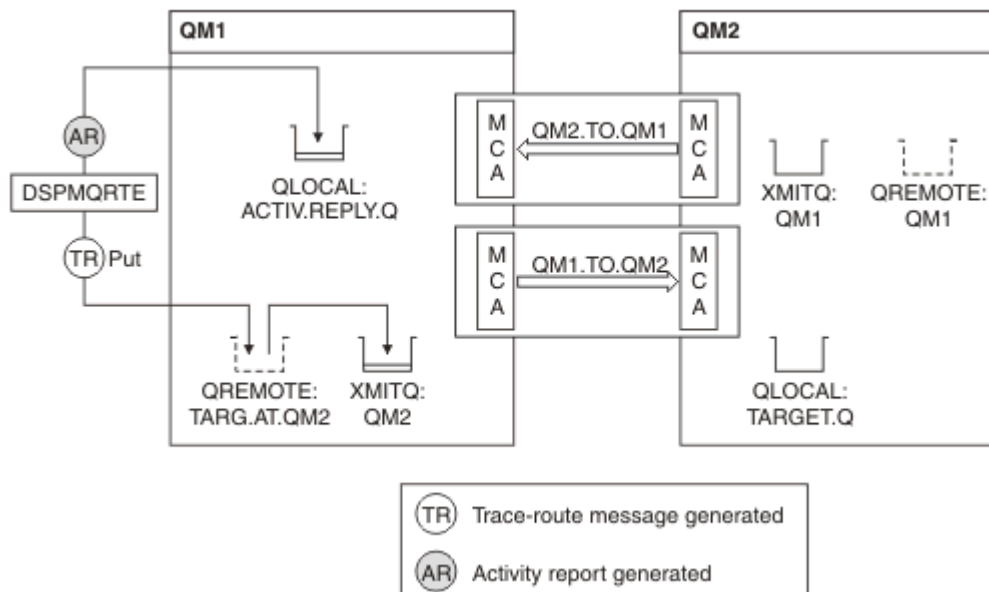 QM1
QM2
AR
DSPMQRTE
TR Put
QLOCAL:
ACTIV.REPLY.Q
M
C
A
QM2.TO.QM1
M
C
A
XMITQ:
QM1
QREMOTE:
QM1
M
C
A
QM1.TO.QM2
M
C
A
QREMOTE:
TARG.AT.QM2
XMITQ:
QM2
QLOCAL:
TARGET.Q
TR Trace-route message generated
AR Activity report generated